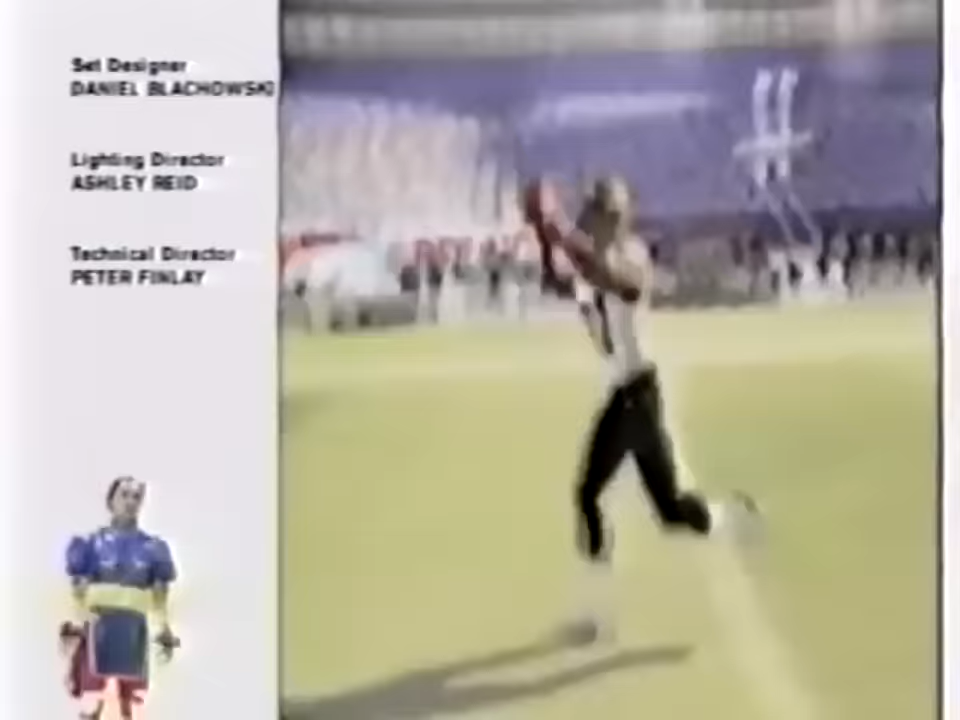 Set Designer
DANIEL BLACHOWSKI
Lighting Director
ASHLEY REID
Technical Director
PETER FINLAY